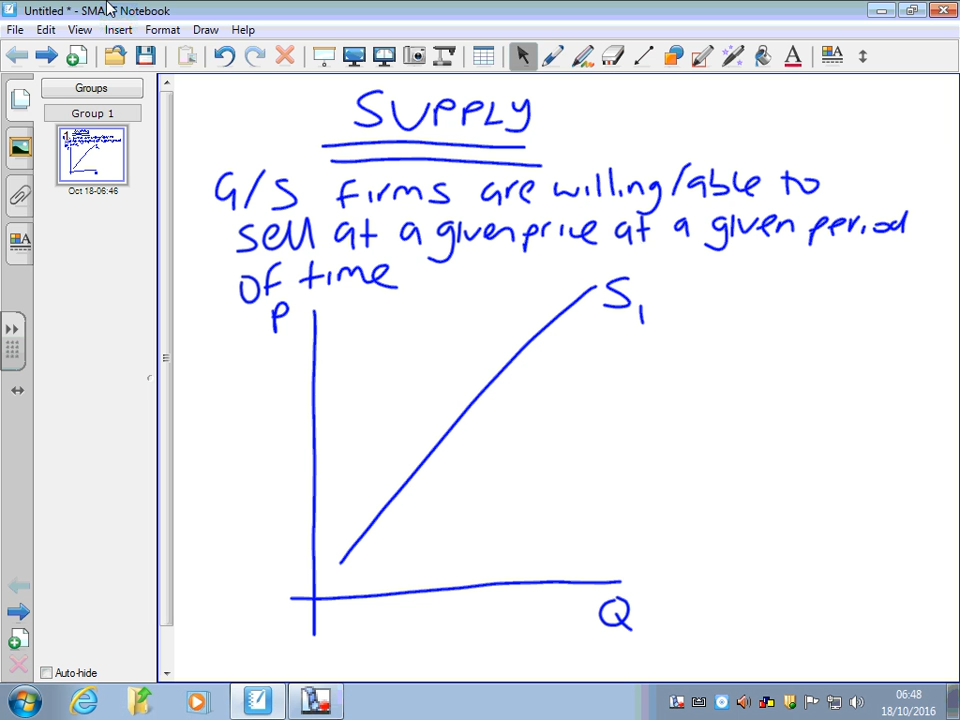 Untitled * - SMART Notebook
File Edit View Insert Format Draw Help
Groups
Group 1
Oct 18-06:46
SUPPLY
G/S firms are willing/able to
sell at a given price at a given period
of time
P
S1
Q
Auto-hide
06:48
18/10/2016